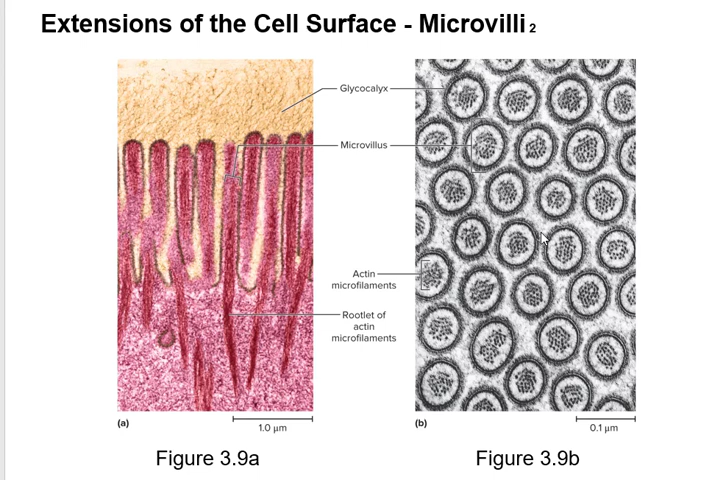 Extensions of the Cell Surface - Microvilli 2
Glycocalyx
Microvillus
Actin
microfilaments
Rootlet of
actin
microfilaments
(a)
1.0 μm
(b)
0.1 μm
Figure 3.9a
Figure 3.9b